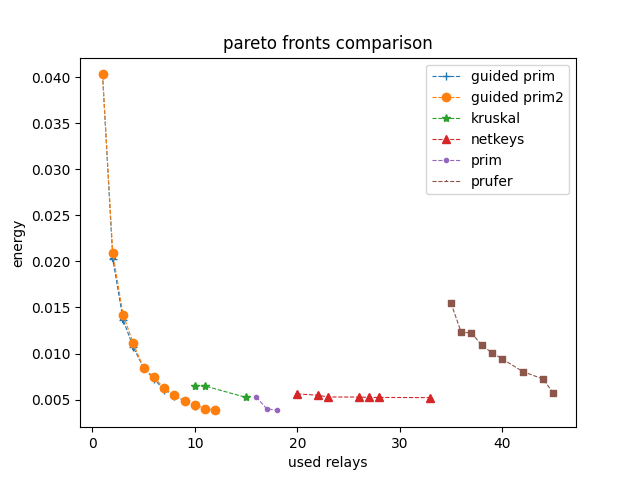 pareto fronts comparison
guided prim
guided prim2
kruskal
netkeys
prim
prufer
0.040
0.035
0.030
0.025
0.020
0.015
0.010
0.005
energy
0 10 20 30 40
used relays